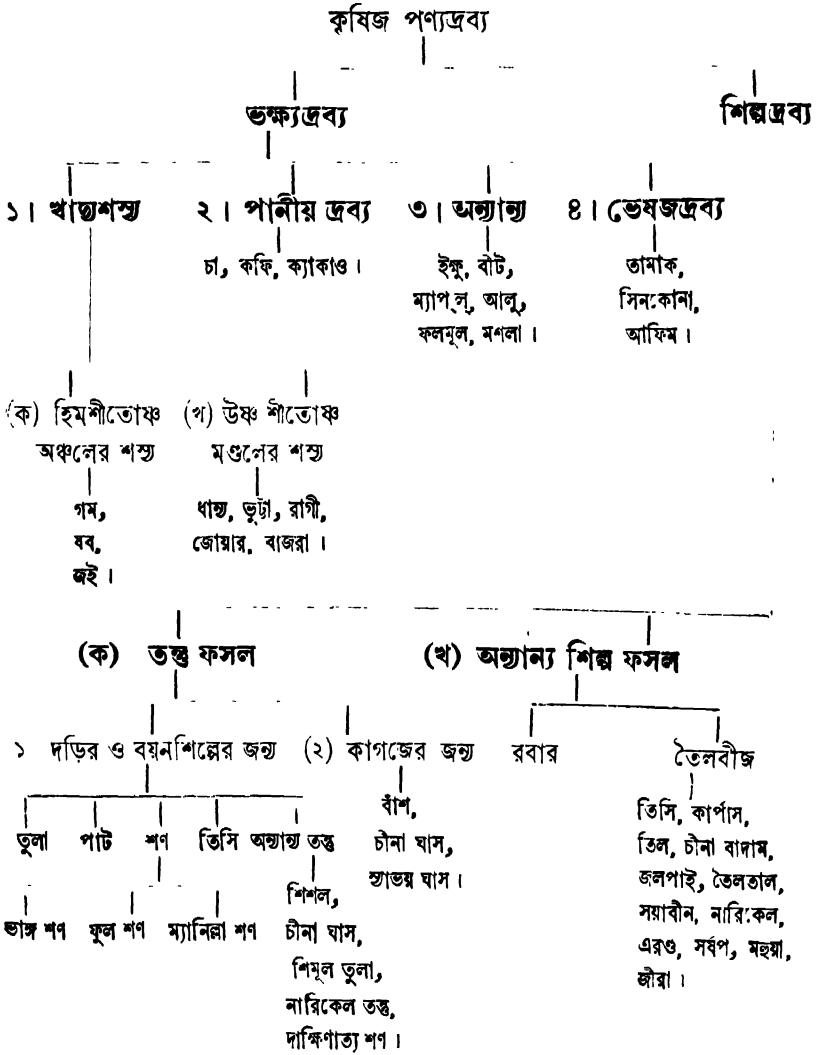 কৃষিজ পণ্যদ্রব্য
ভক্ষ্যদ্রব্য শিল্পদ্রব্য
১। খাদ্যশস্য ২। পানীয় দ্রব্য ৩। অন্যান্য ৪। ভেষজদ্রব্য
চা, কফি, ক্যাকাও।
ইক্ষু, বীট,
ম্যাপ্‌ল্, আলু,
ফলমূল, মশলা।
তামাক,
সিনকোনা,
আফিম।
(ক) হিমশীতোষ্ণ
অঞ্চলের শস্য
(খ) উষ্ণ শীতোষ্ণ
মণ্ডলের শস্য
গম,
যব,
জই।
ধান্য, ভুট্টা, রাগী,
জোয়ার, বাজরা।
(ক) তন্তু ফসল (খ) অন্যান্য শিল্প ফসল
১ দড়ির ও বয়নশিল্পের জন্য (২) কাগজের জন্য রবার তৈলবীজ
তুলা পাট শণ তিসি অন্যান্য তন্তু
বাঁশ,
চীনা ঘাস,
স্যাভয় ঘাস।
তিসি, কার্পাস,
তিল, চীনা বাদাম,
জলপাই, তৈলতাল,
সয়াবীন, নারিকেল,
এরণ্ড, সর্ষপ, মহুয়া,
জীরা।
ভাঙ্গ শণ ফুল শণ ম্যানিল্লা শণ
শিশল,
চীনা ঘাস,
শিমূল তুলা,
নারিকেল তন্তু,
দাক্ষিণাত্য শণ।